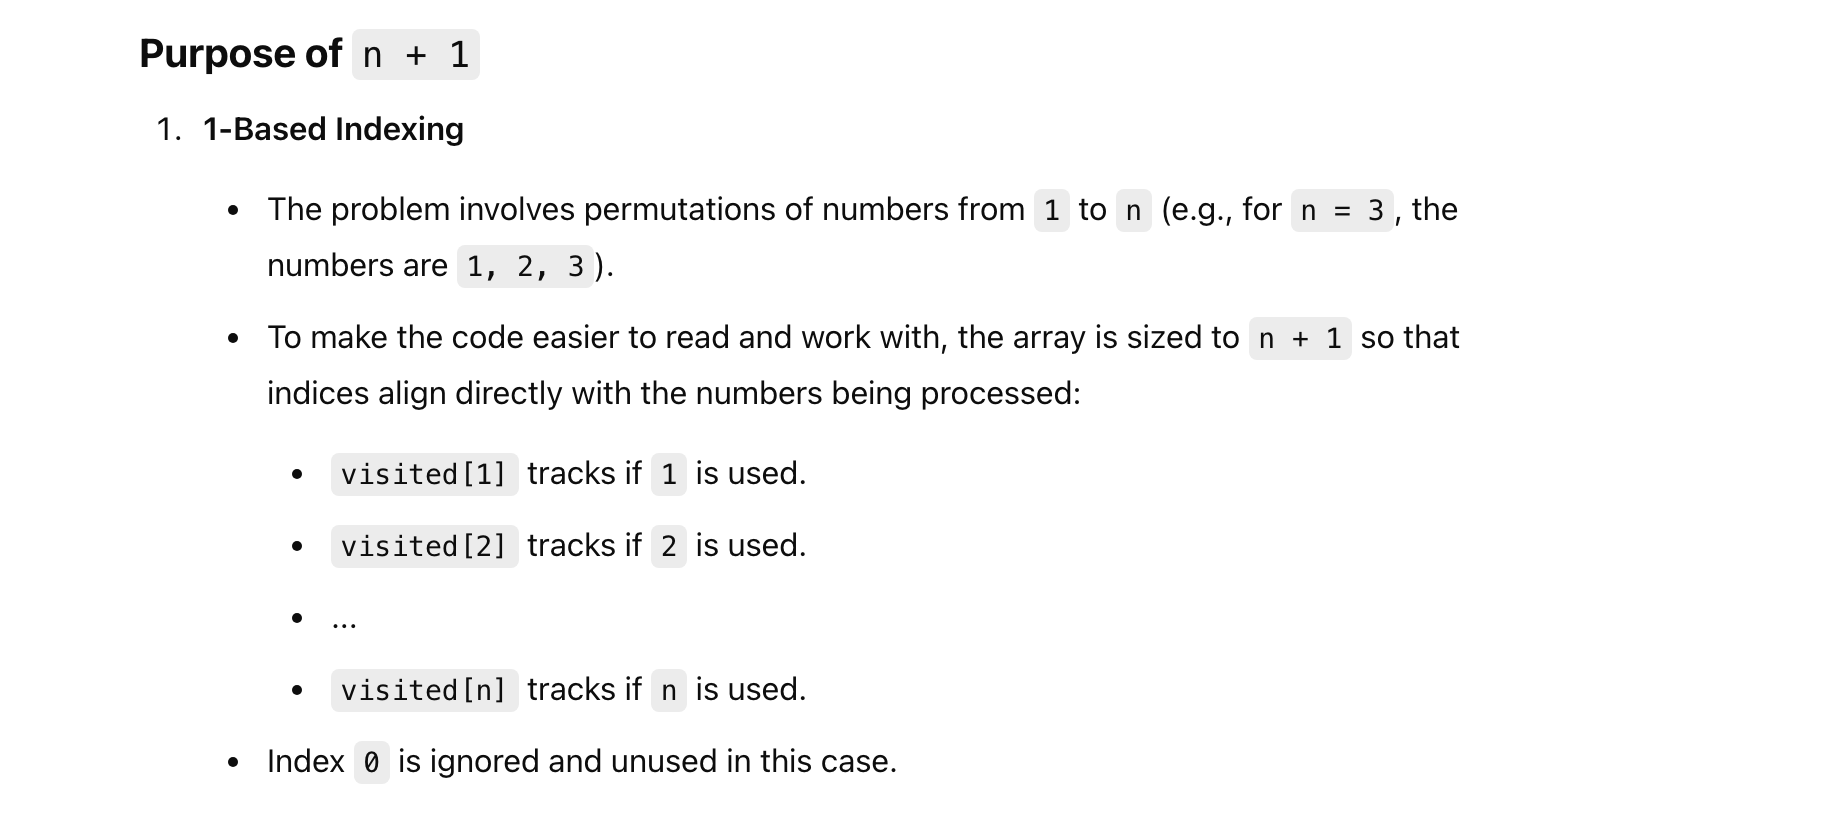 Purpose of n + 1
1. 1-Based Indexing
• The problem involves permutations of numbers from 1 to n (e.g., for n = 3, the
numbers are 1, 2, 3).
• To make the code easier to read and work with, the array is sized to n + 1 so that
indices align directly with the numbers being processed:
• visited[1] tracks if 1 is used.
• visited[2] tracks if 2 is used.
• ...
• visited[n] tracks if n is used.
• Index 0 is ignored and unused in this case.